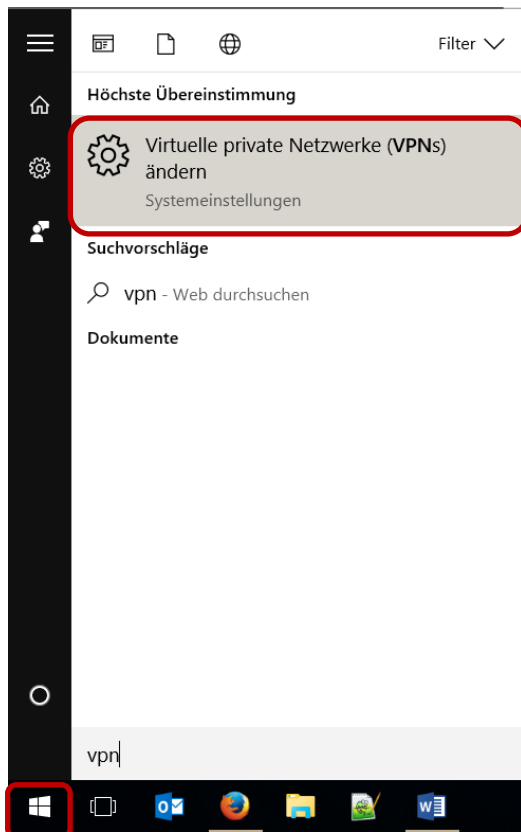 Filter
Höchste Übereinstimmung
Virtuelle private Netzwerke (VPNs)
ändern
Systemeinstellungen
Suchvorschläge
vpn - Web durchsuchen
Dokumente
vpn